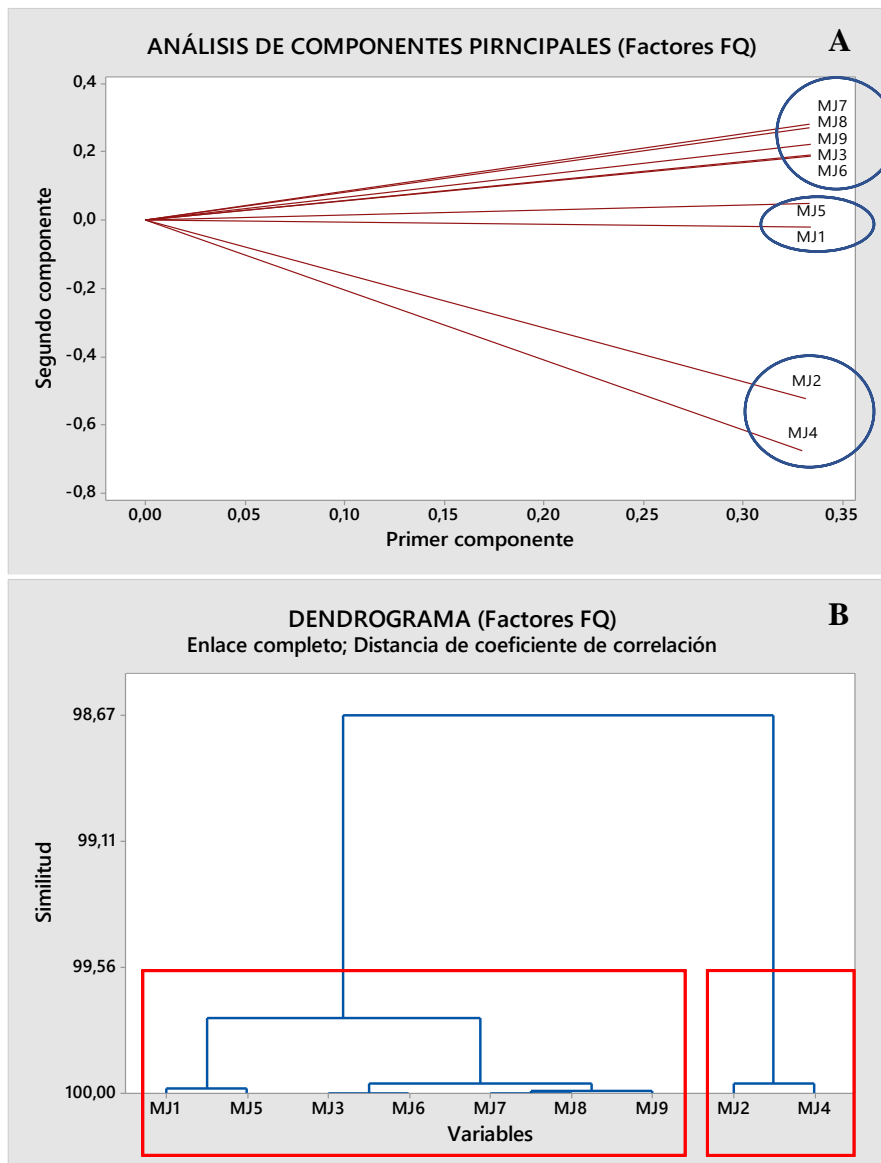 ANÁLISIS DE COMPONENTES PIRNCIPALES (Factores FQ)
A
0,4
0,2
0,0
-0,2
-0,4
-0,6
-0,8
Segundo componente
MJ7
MJ8
MJ9
MJ3
MJ6
MJ5
MJ1
MJ2
MJ4
0,00 0,05 0,10 0,15 0,20 0,25 0,30 0,35
Primer componente
DENDROGRAMA (Factores FQ)
B
Enlace completo; Distancia de coeficiente de correlación
98,67
99,11
99,56
100,00
Similitud
MJ1 MJ5 MJ3 MJ6 MJ7 MJ8 MJ9 MJ2 MJ4
Variables